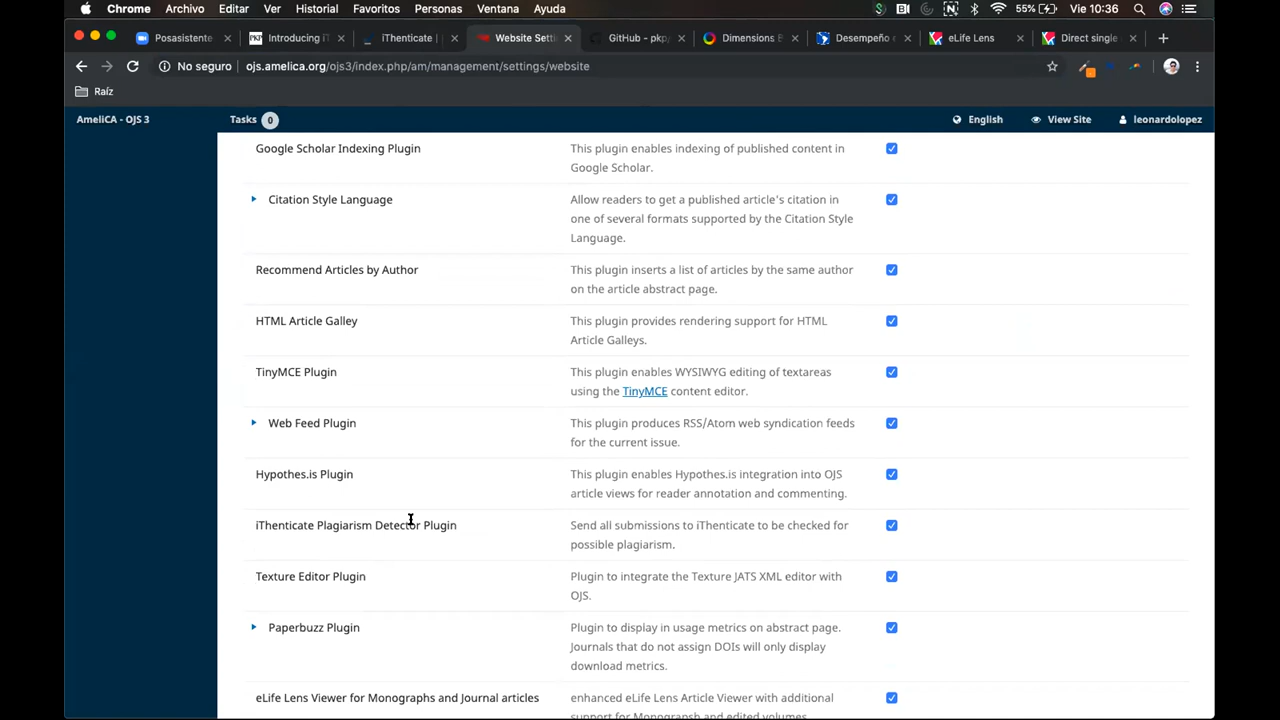 Chrome Archivo Editar Ver Historial Favoritos Personas Ventana Ayuda 55% Vie 10:36
Posasistente Introducing iT iThenticate | Website Setti GitHub - pkp Dimensions B Desempeño eLife Lens Direct single
No seguro ojs.amelica.org/ojs3/index.php/am/management/settings/website
Raíz
AmeliCA - OJS 3 Tasks 0 English View Site leonardolopez
Google Scholar Indexing Plugin This plugin enables indexing of published content in
Google Scholar.
Citation Style Language Allow readers to get a published article's citation in
one of several formats supported by the Citation Style
Language.
Recommend Articles by Author This plugin inserts a list of articles by the same author
on the article abstract page.
HTML Article Galley This plugin provides rendering support for HTML
Article Galleys.
TinyMCE Plugin This plugin enables WYSIWYG editing of textareas
using the TinyMCE content editor.
Web Feed Plugin This plugin produces RSS/Atom web syndication feeds
for the current issue.
Hypothes.is Plugin This plugin enables Hypothes.is integration into OJS
article views for reader annotation and commenting.
iThenticate Plagiarism Detector Plugin Send all submissions to iThenticate to be checked for
possible plagiarism.
Texture Editor Plugin Plugin to integrate the Texture JATS XML editor with
OJS.
Paperbuzz Plugin Plugin to display in usage metrics on abstract page.
Journals that do not assign DOIs will only display
download metrics.
eLife Lens Viewer for Monographs and Journal articles enhanced eLife Lens Article Viewer with additional
support for Monograpsh and edited volumes